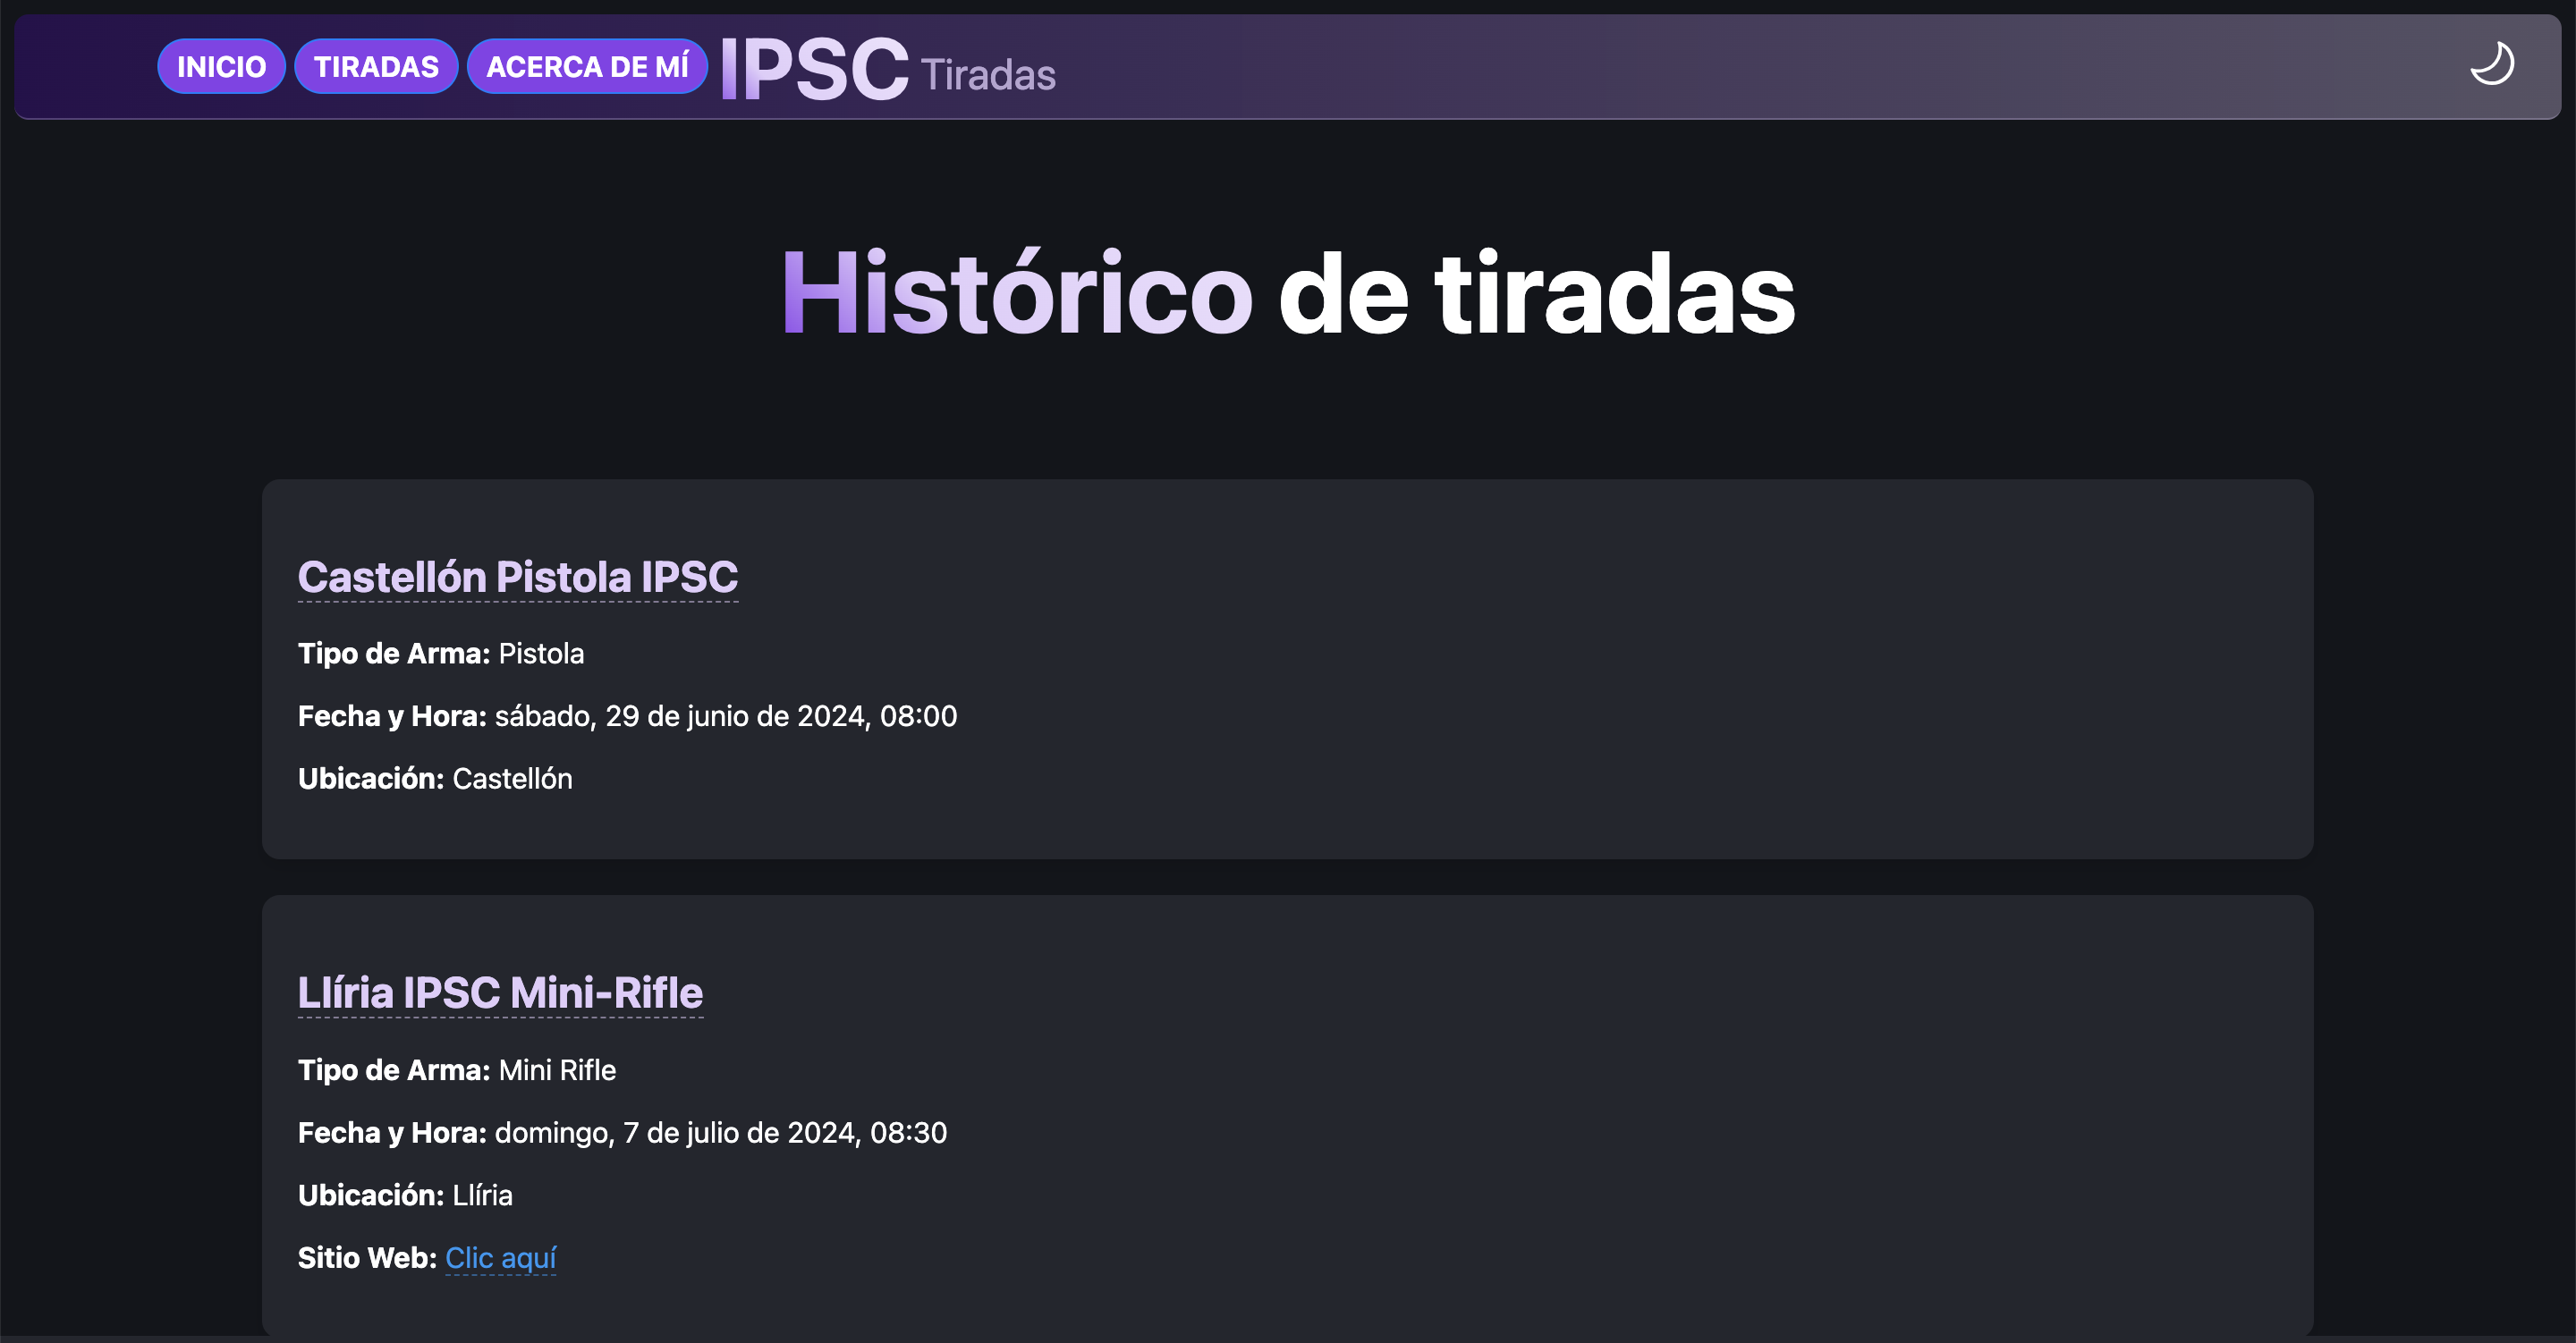 INICIO TIRADAS ACERCA DE MÍ IPSC Tiradas
Histórico de tiradas
Castellón Pistola IPSC
Tipo de Arma: Pistola
Fecha y Hora: sábado, 29 de junio de 2024, 08:00
Ubicación: Castellón
Llíria IPSC Mini-Rifle
Tipo de Arma: Mini Rifle
Fecha y Hora: domingo, 7 de julio de 2024, 08:30
Ubicación: Llíria
Sitio Web: Clic aquí